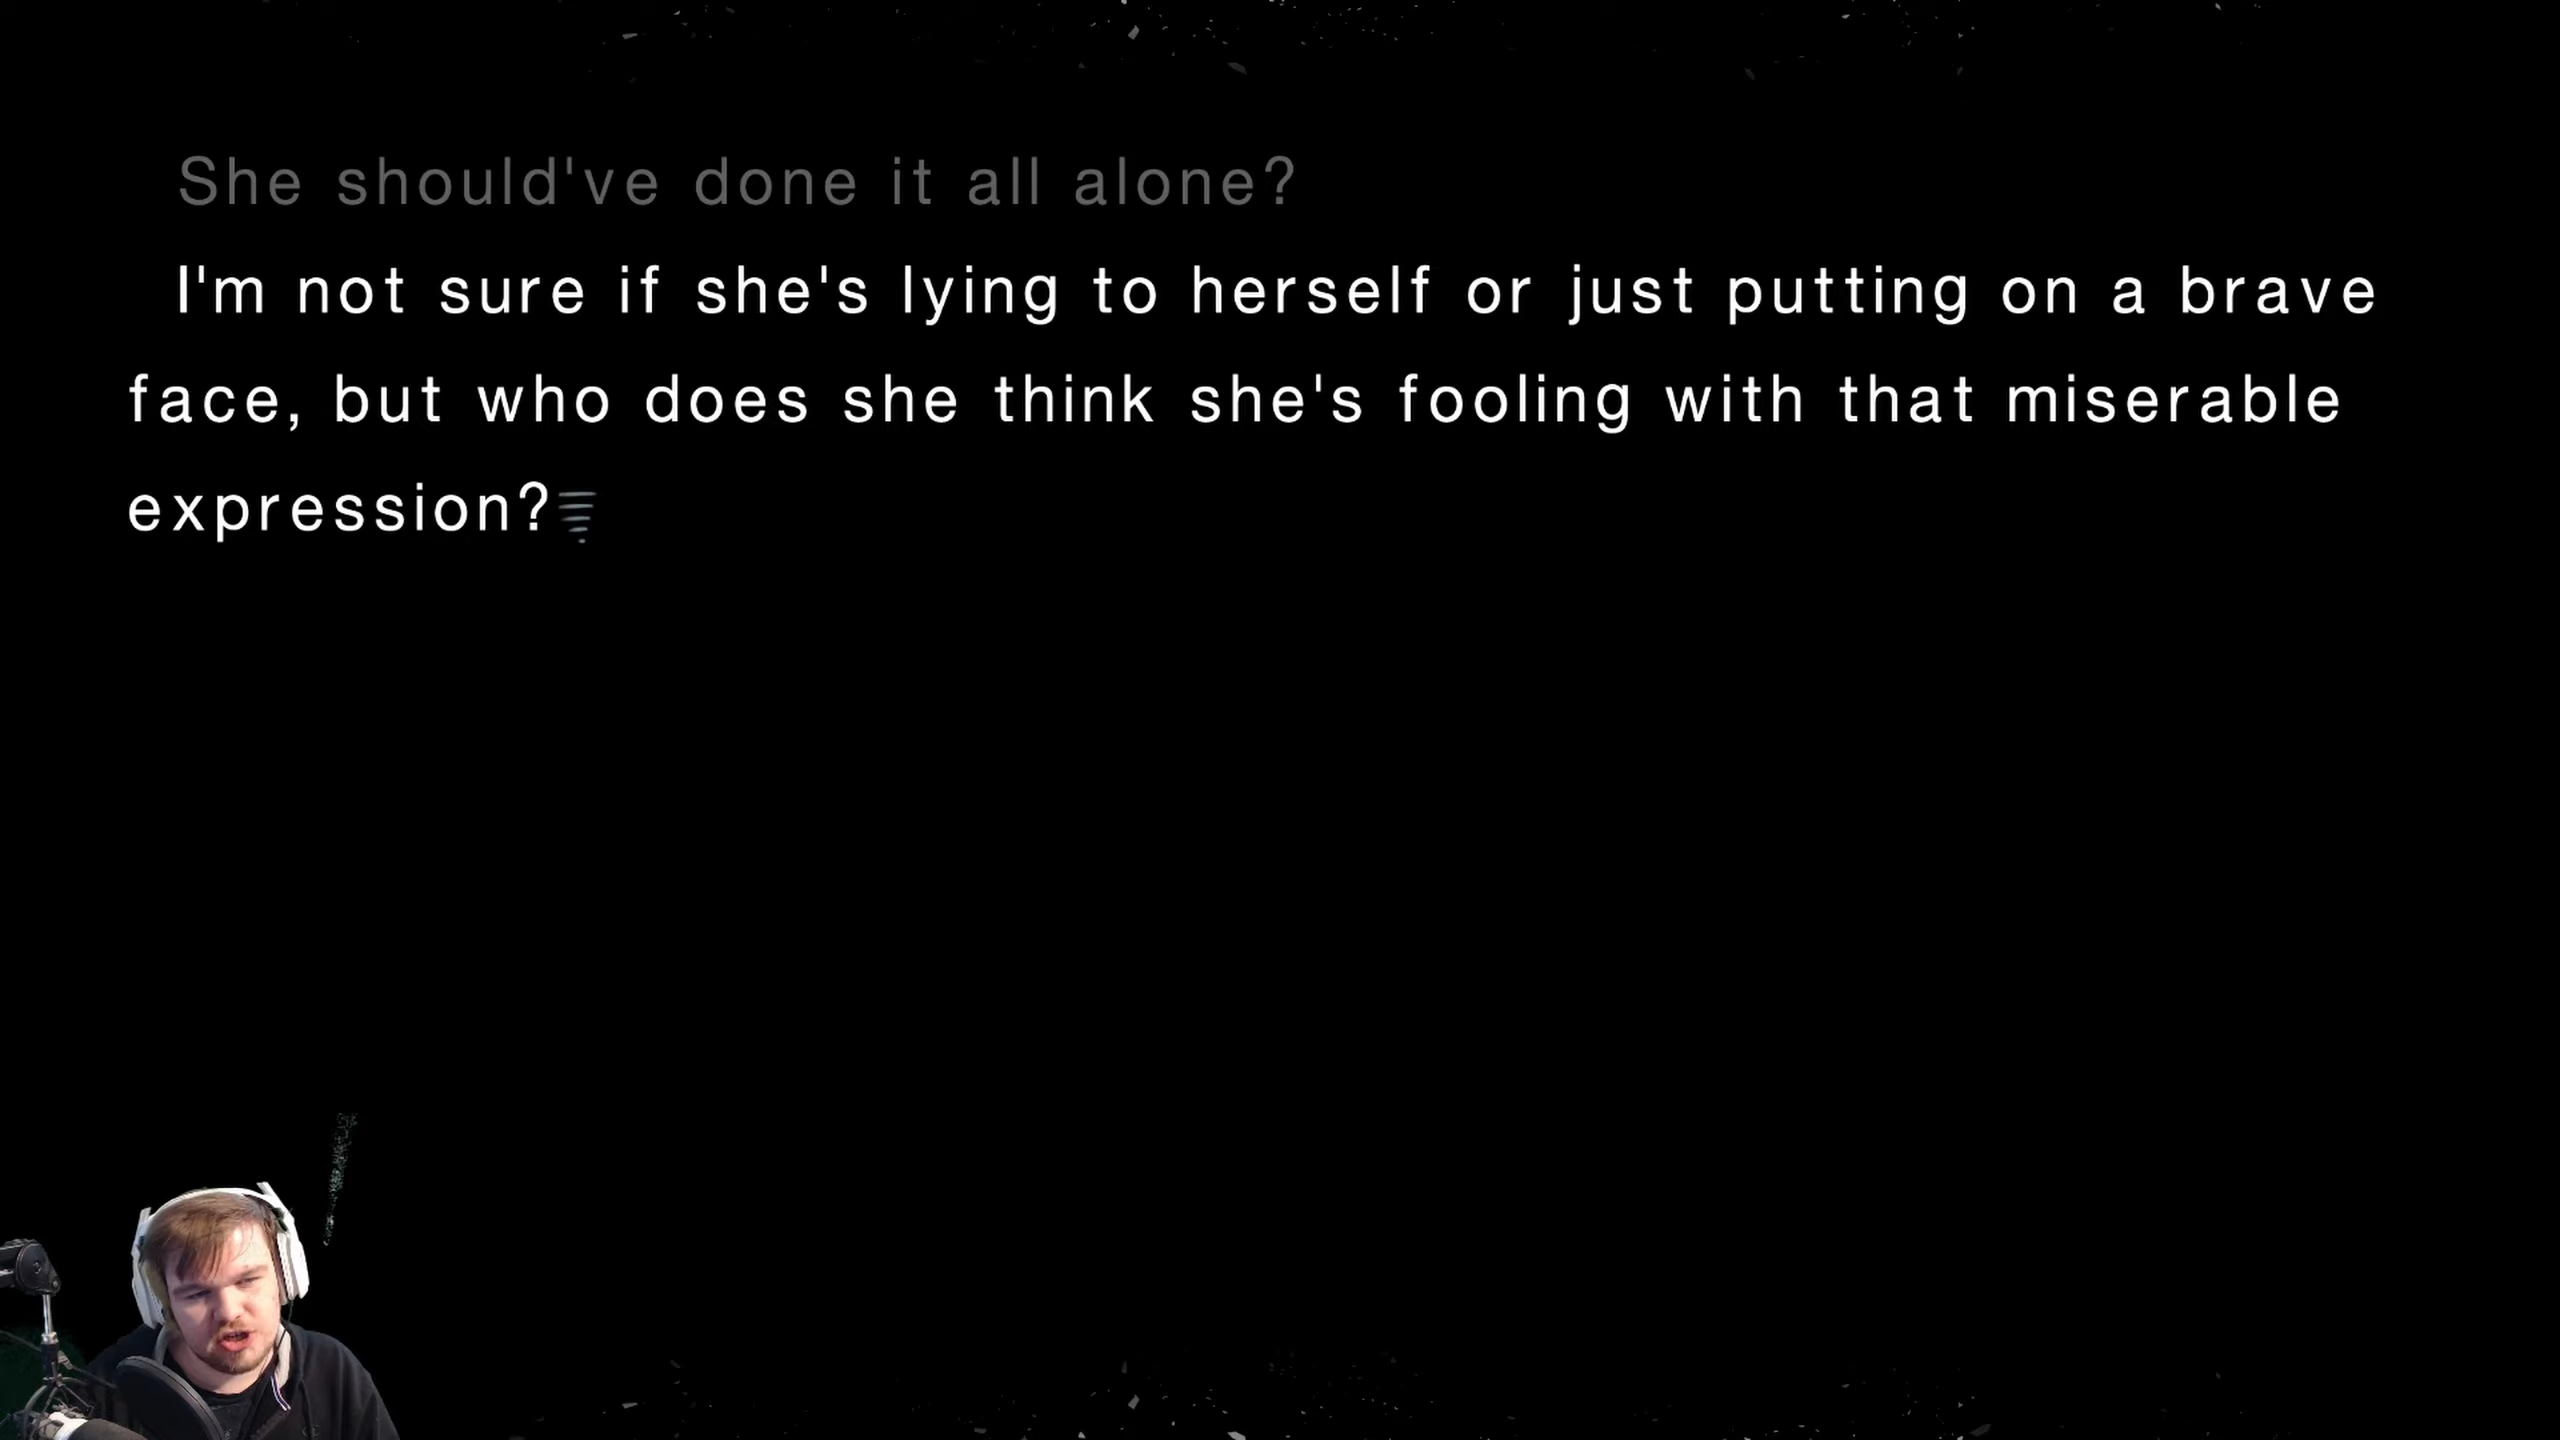 She should've done it all alone?
I'm not sure if she's lying to herself or just putting on a brave
face, but who does she think she's fooling with that miserable
expression?